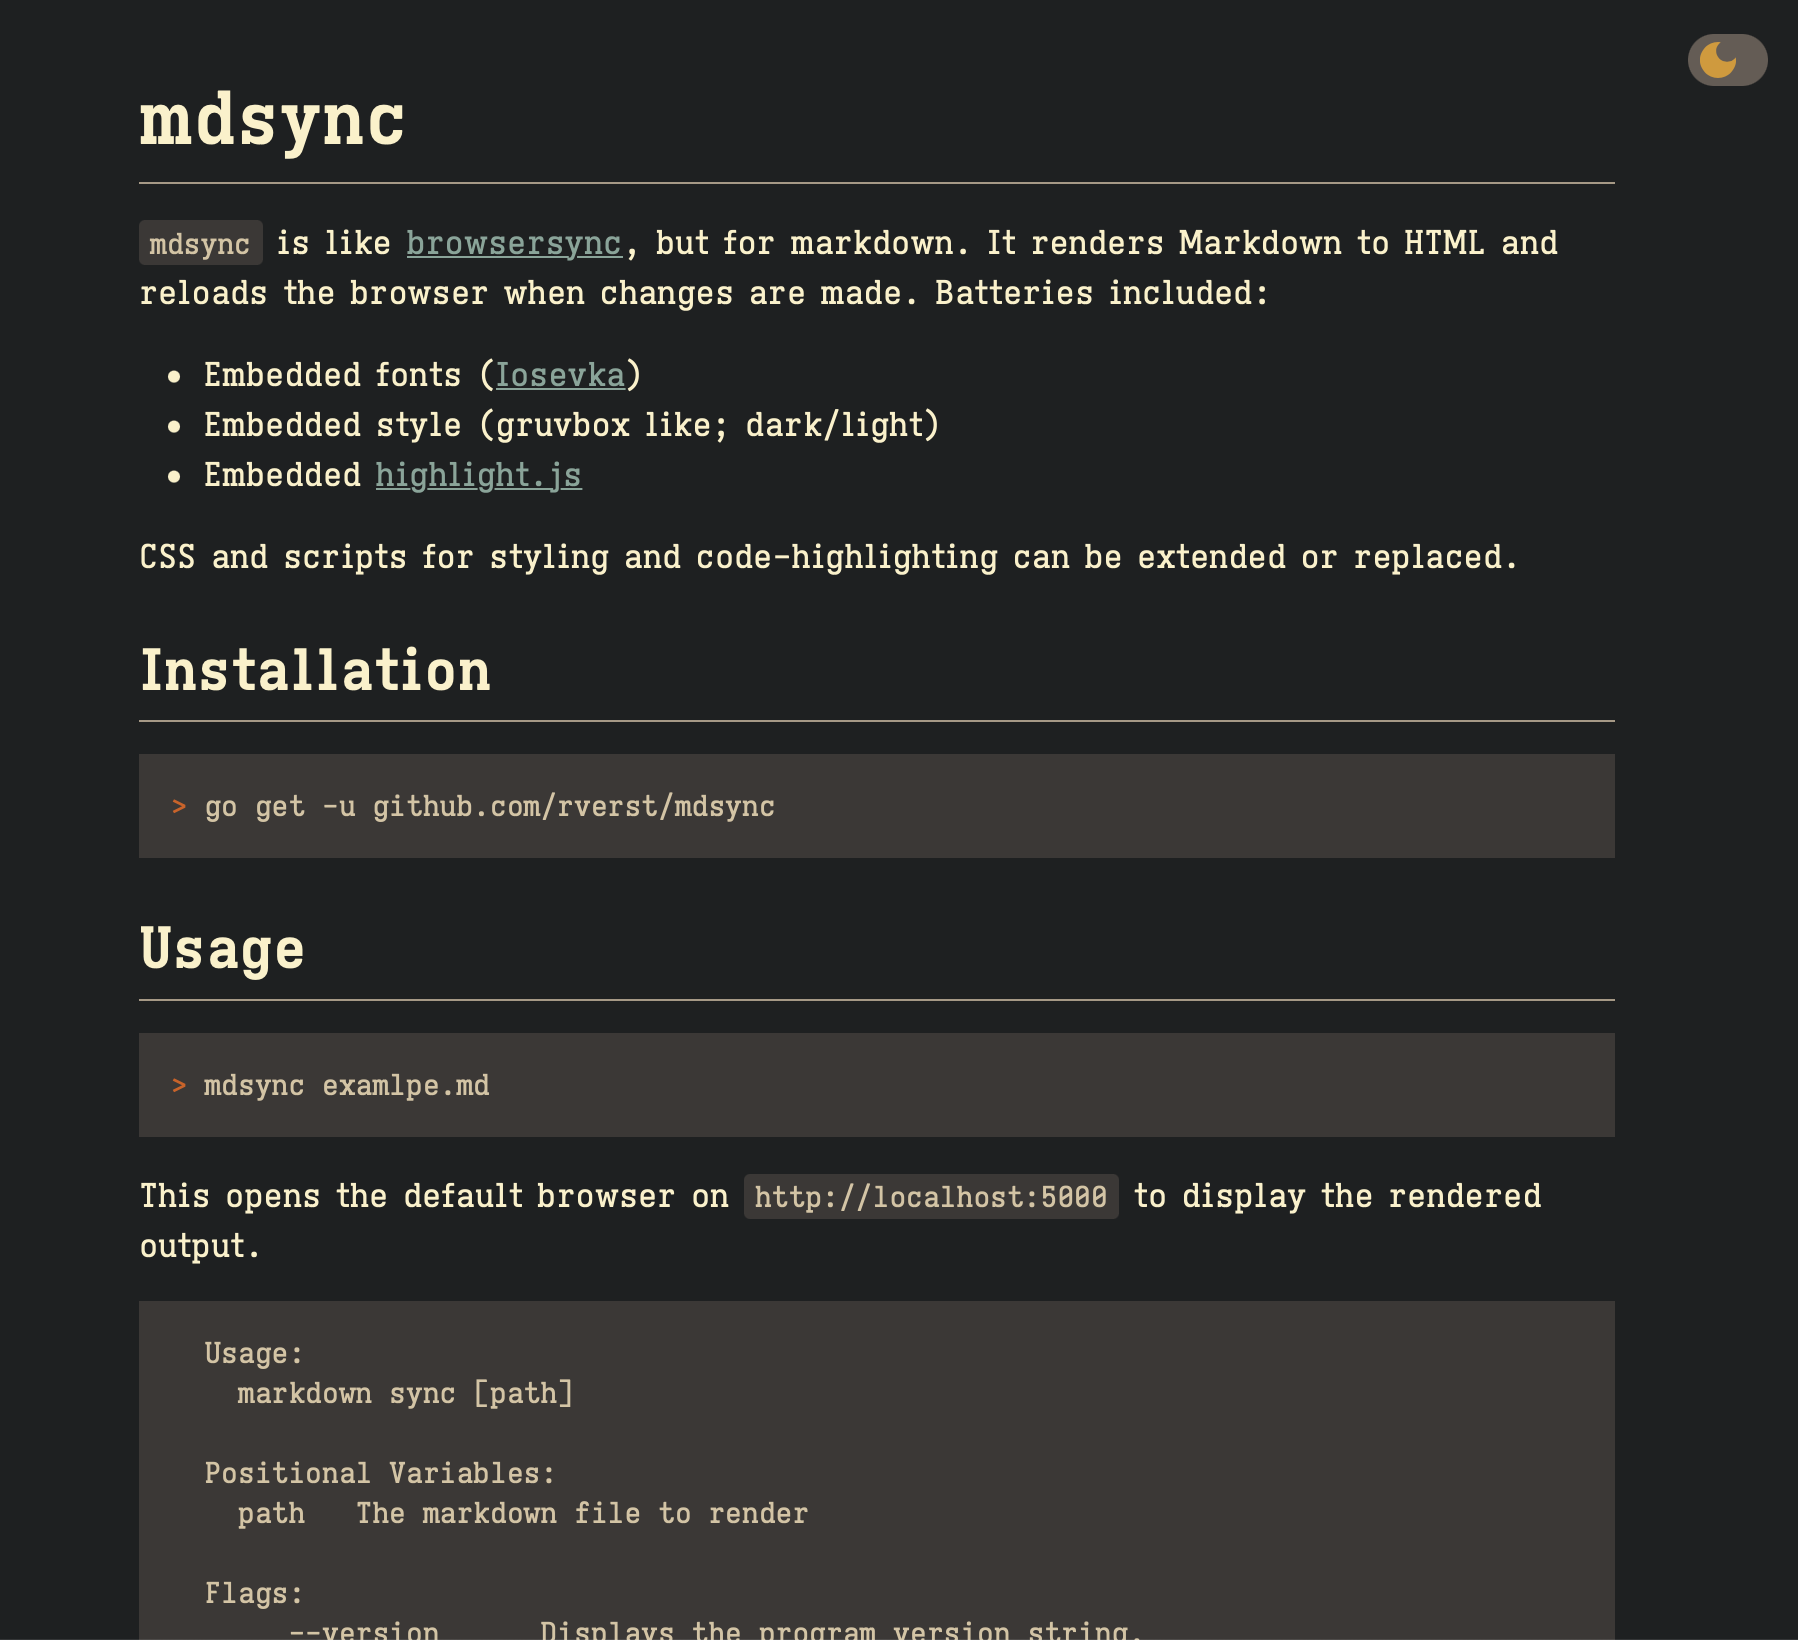 mdsync
mdsync is like browsersync, but for markdown. It renders Markdown to HTML and
reloads the browser when changes are made. Batteries included:
• Embedded fonts (Iosevka)
• Embedded style (gruvbox like; dark/light)
• Embedded highlight.js
CSS and scripts for styling and code-highlighting can be extended or replaced.
Installation
> go get -u github.com/rverst/mdsync
Usage
> mdsync examlpe.md
This opens the default browser on http://localhost:5000 to display the rendered
output.
Usage:
markdown sync [path]
Positional Variables:
path   The markdown file to render
Flags:
--version      Displays the program version string.